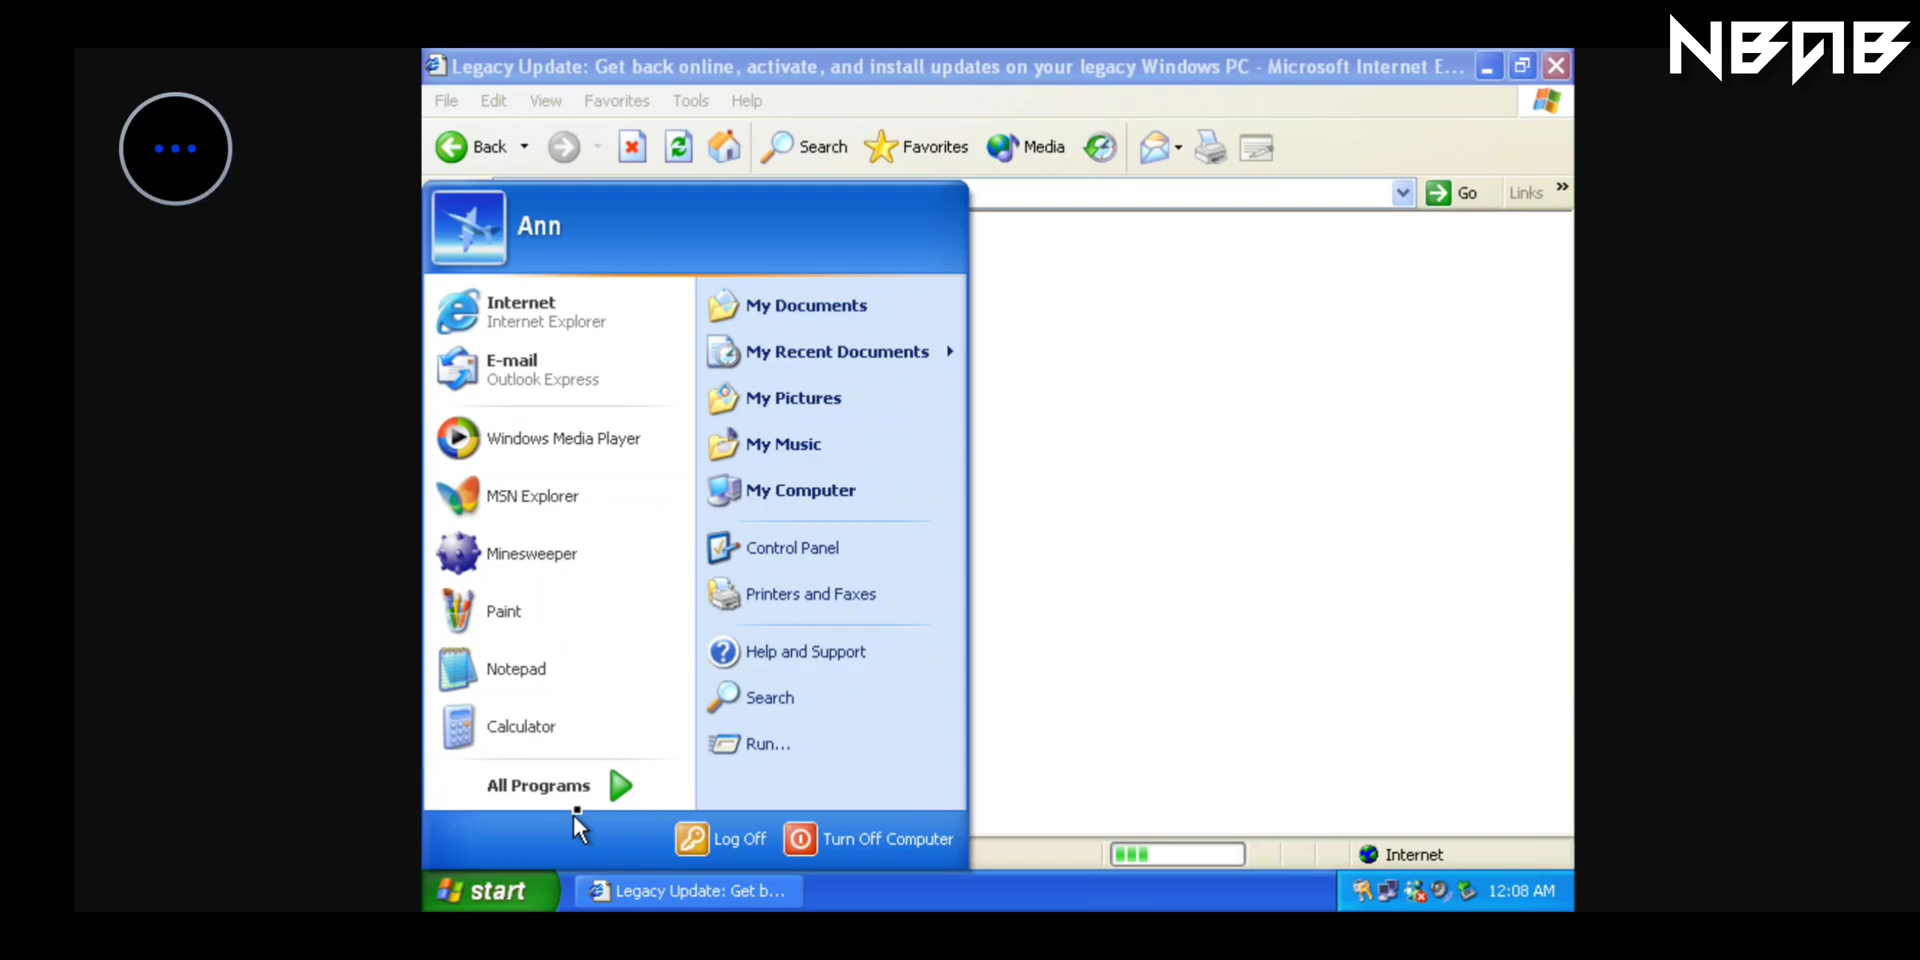 NBNB
Legacy Update: Get back online, activate, and install updates on your legacy Windows PC - Microsoft Internet E...
File Edit View Favorites Tools Help
Back Search Favorites Media
Go Links
Ann
Internet
Internet Explorer
E-mail
Outlook Express
Windows Media Player
MSN Explorer
Minesweeper
Paint
Notepad
Calculator
All Programs
My Documents
My Recent Documents
My Pictures
My Music
My Computer
Control Panel
Printers and Faxes
Help and Support
Search
Run...
Log Off Turn Off Computer
Internet
start Legacy Update: Get b... 12:08 AM